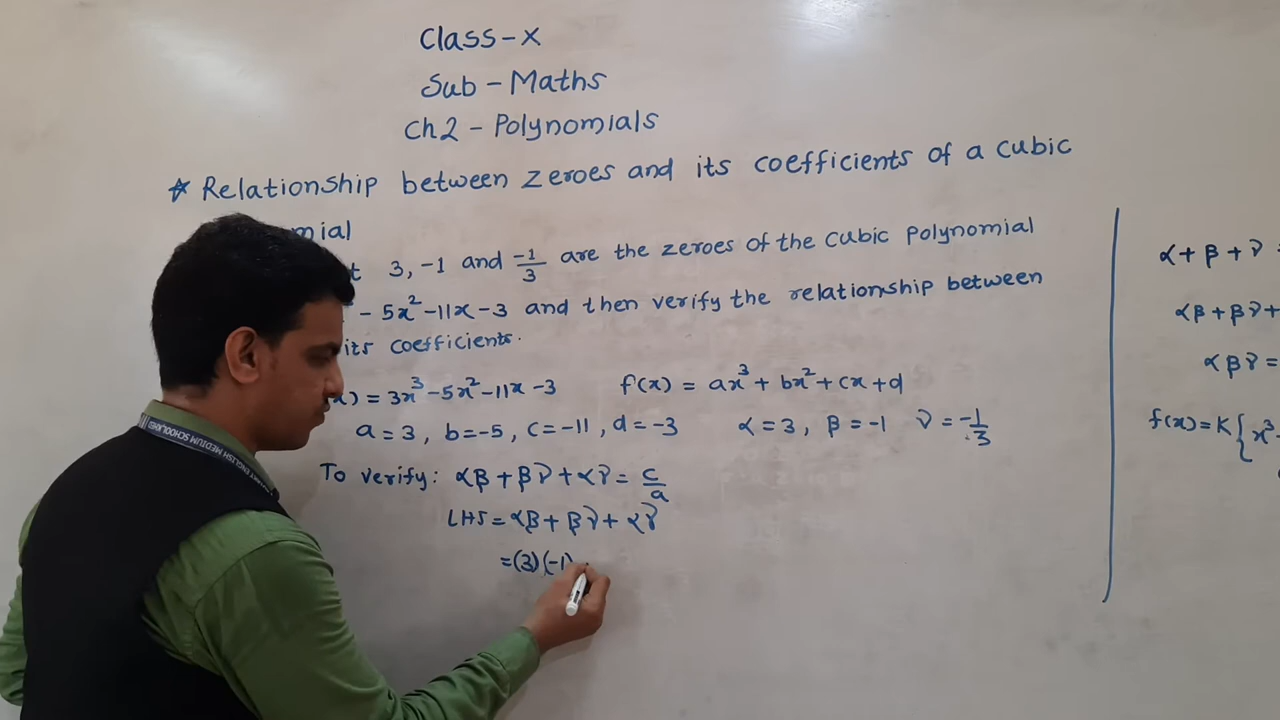 Class-X
Sub - Maths
Ch2 - Polynomials
* Relationship between zeroes and its coefficients of a cubic
3, -1 and -1/3 are the zeroes of the cubic polynomial
- 5x² -11x -3 and then verify the relationship between
its coefficients.
= 3x³ -5x² -11x -3 f(x) = ax³ + bx² + cx + d
a = 3, b = -5, c = -11, d = -3 α = 3, β = -1 γ = -1/3
To verify: αβ + βγ + αγ = c/a
LHS = αβ + βγ + αγ
= (3)(-1)
α + β + γ =
αβ + βγ +
αβγ =
f(x) = K{x³ -
ENGLISH MEDIUM SCHOOL